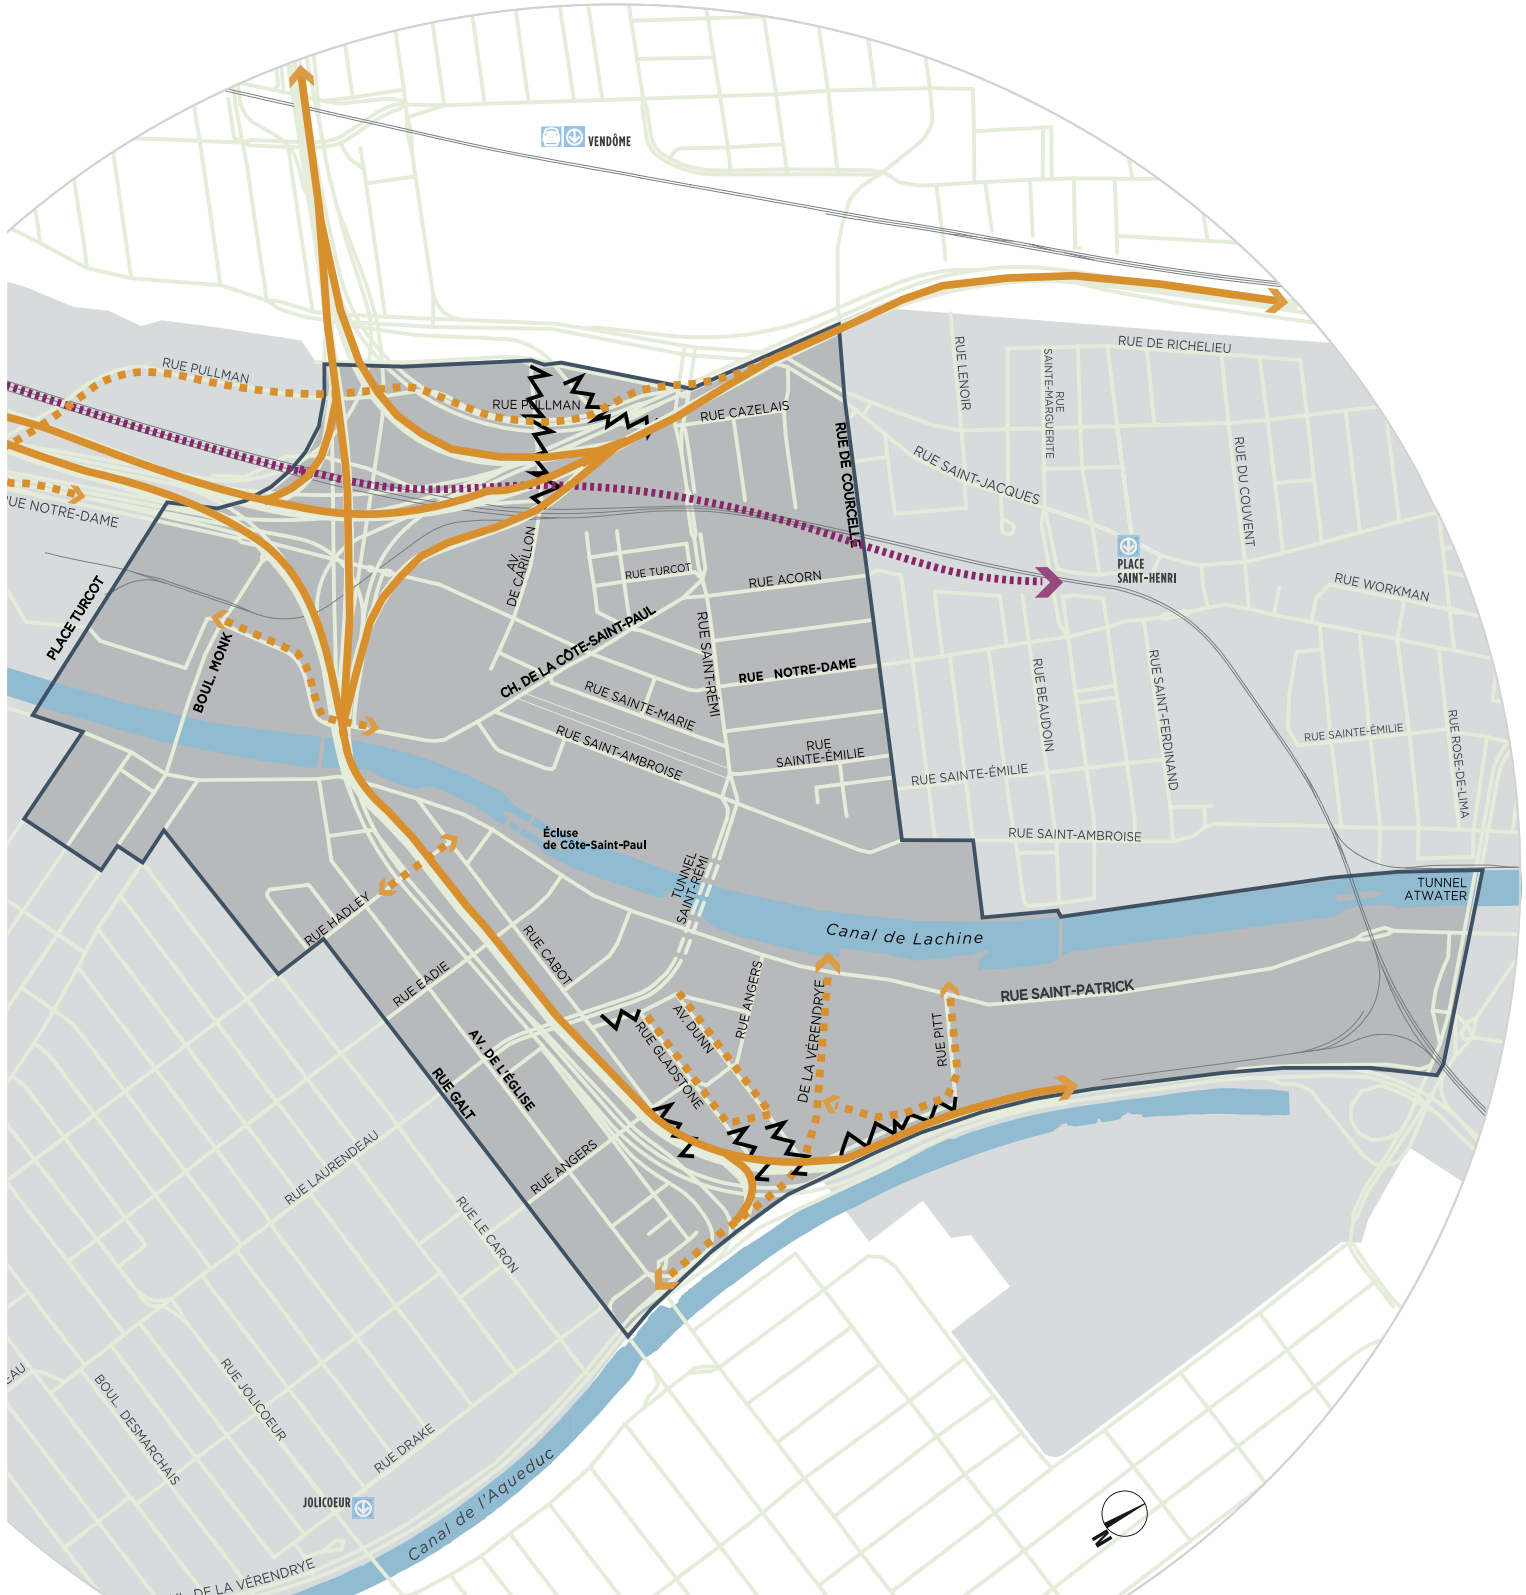 VENDÔME
RUE PULLMAN
RUE DE RICHELIEU
RUE LENOIR
RUE
SAINTE-MARGUERITE
RUE PULLMAN
RUE CAZELAIS
RUE DE COURCELLE
RUE SAINT-JACQUES
RUE DU COUVENT
UE NOTRE-DAME
PLACE
SAINT-HENRI
AV.
DE CARILLON
RUE TURCOT
RUE ACORN
RUE WORKMAN
PLACE TURCOT
BOUL. MONK
CH. DE LA CÔTE-SAINT-PAUL
RUE SAINT-RÉMI
RUE NOTRE-DAME
RUE BEAUDOIN
RUE SAINT-FERDINAND
RUE SAINTE-MARIE
RUE SAINT-AMBROISE
RUE
SAINTE-ÉMILIE
RUE SAINTE-ÉMILIE
RUE SAINTE-ÉMILIE
RUE ROSE-DE-LIMA
Écluse
de Côte-Saint-Paul
RUE SAINT-AMBROISE
TUNNEL
SAINT-RÉMI
TUNNEL
ATWATER
RUE HADLEY
Canal de Lachine
RUE CABOT
RUE EADIE
RUE ANGERS
RUE SAINT-PATRICK
AV. DUNN
RUE GLADSTONE
DE LA VÉRENDRYE
RUE PITT
AV. DE L'ÉGLISE
RUE GALT
RUE LAURENDEAU
RUE ANGERS
RUE LE CARON
EAU
RUE JOLICOEUR
BOUL. DESMARCHAIS
RUE DRAKE
JOLICOEUR
Canal de l'Aqueduc
UL. DE LA VÉRENDRYE
N